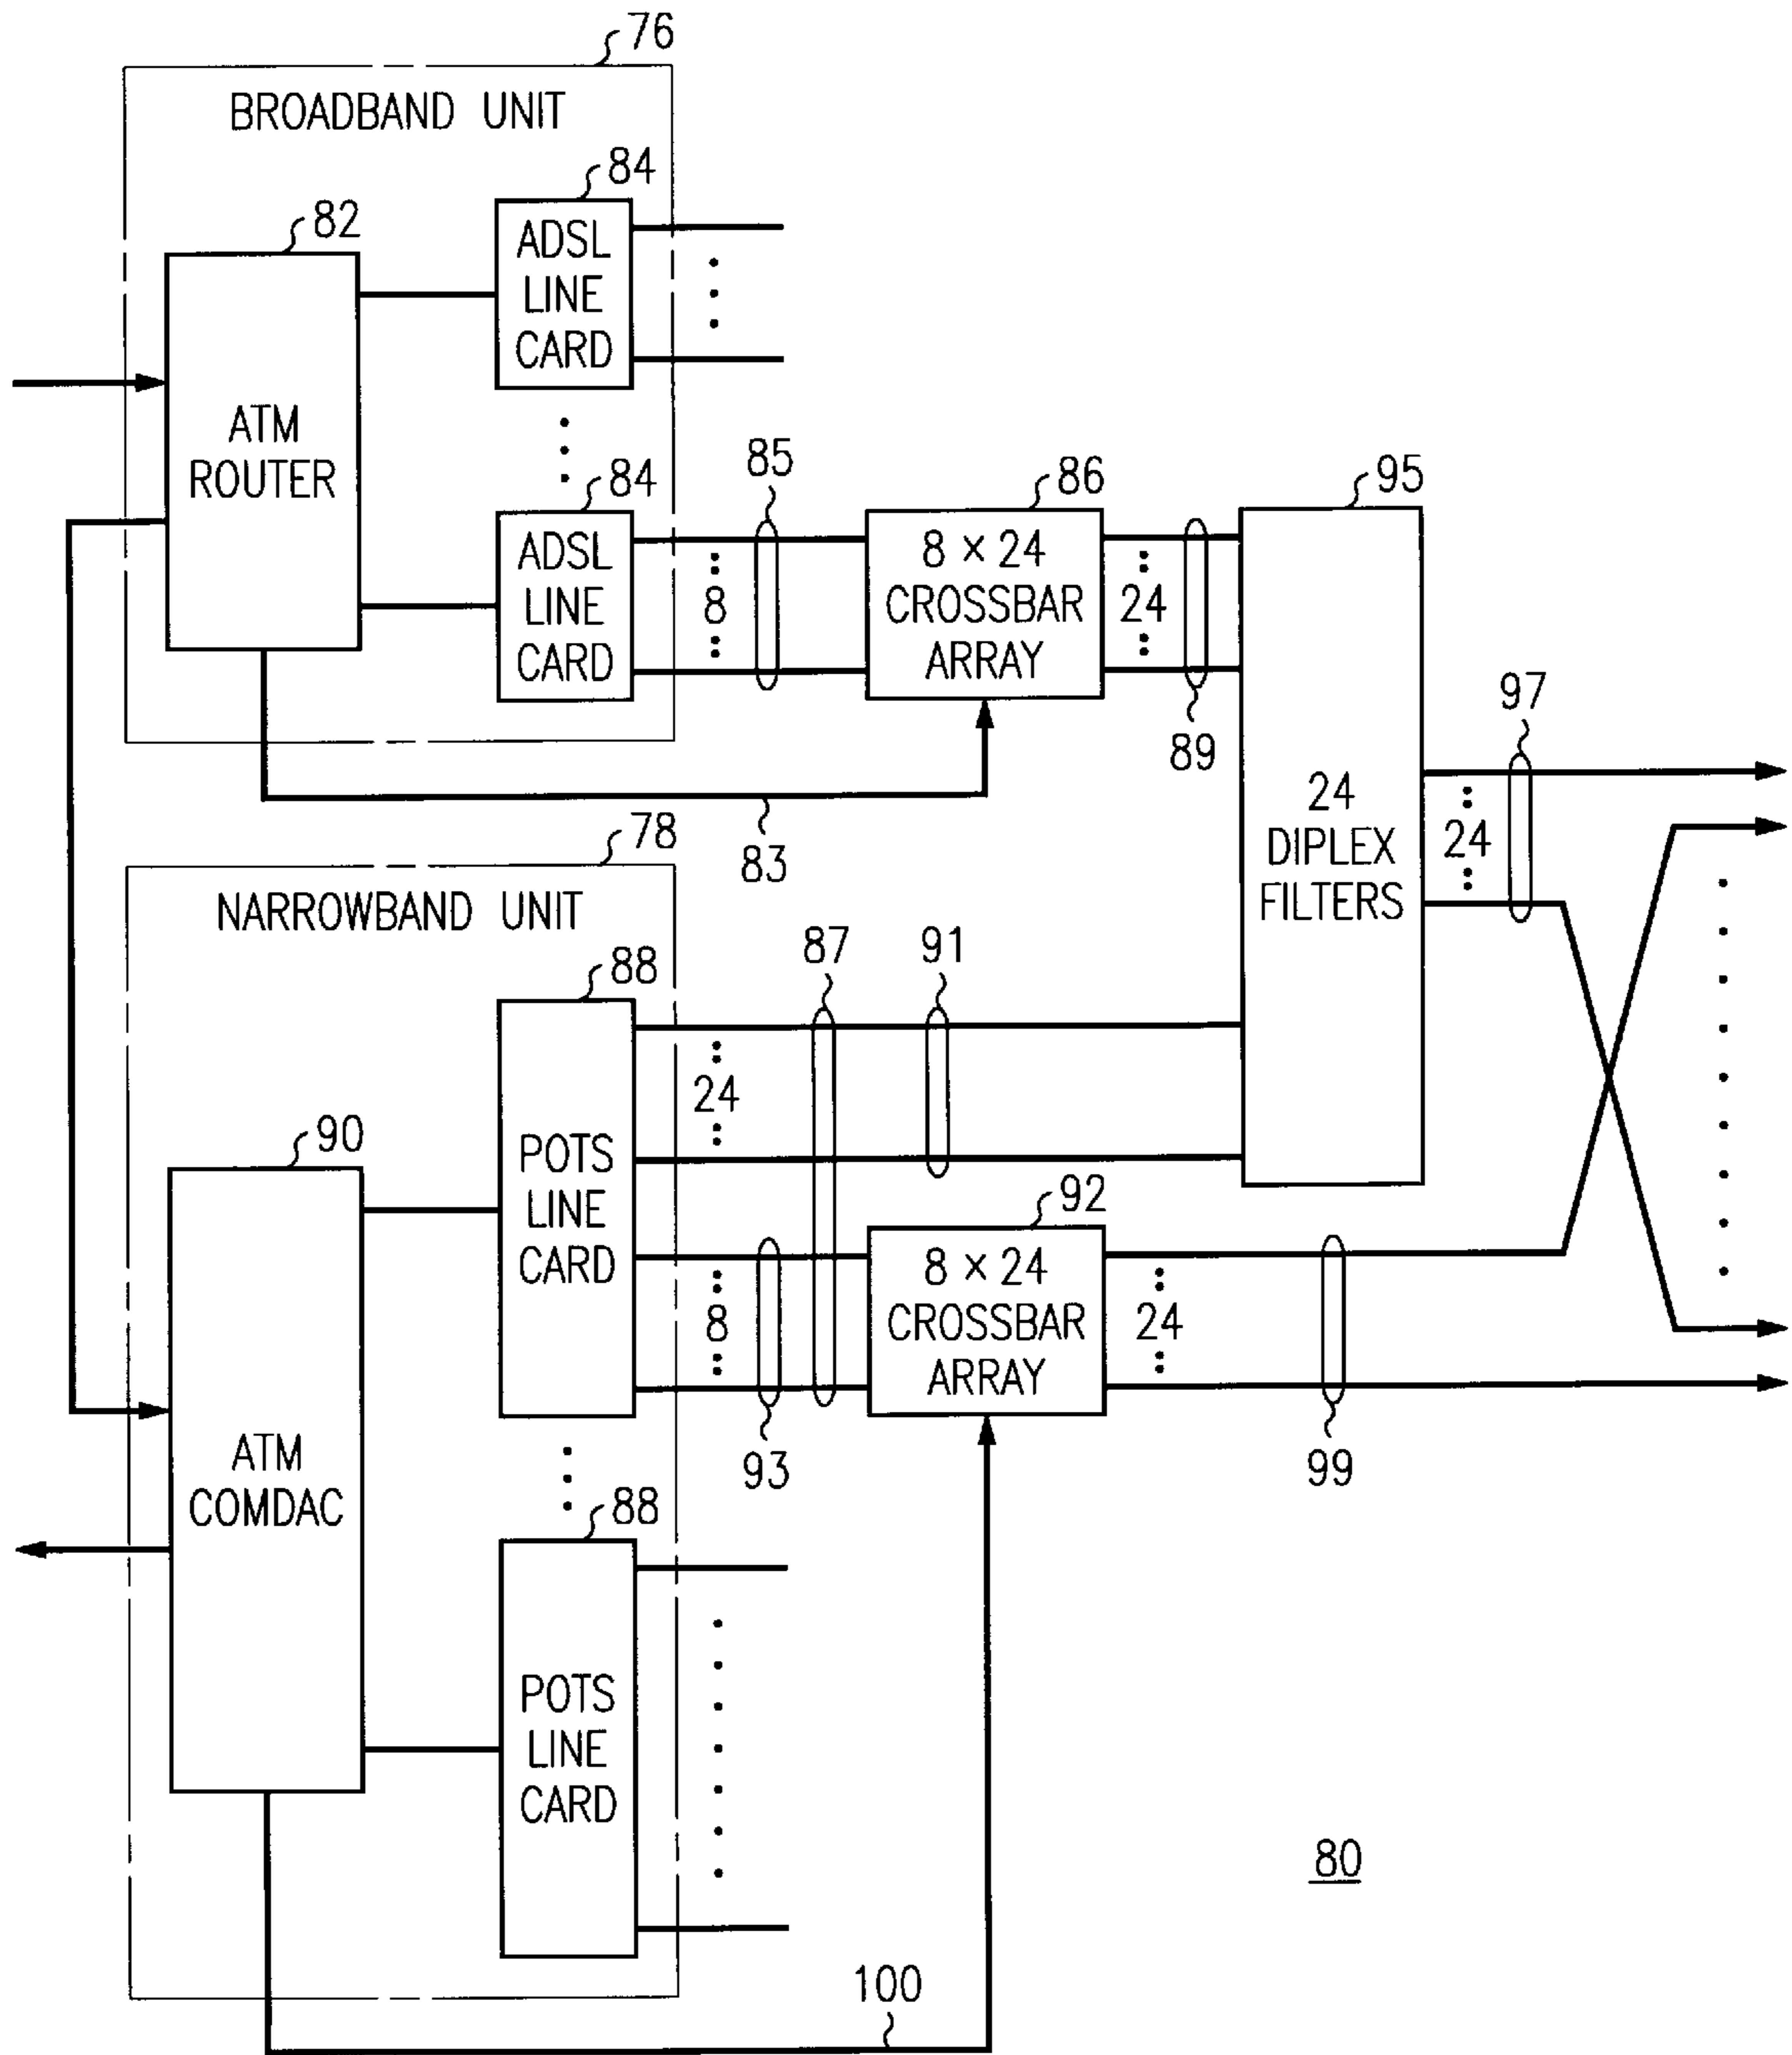 76
BROADBAND UNIT
84
82
ADSL
LINE
CARD
ATM
ROUTER
84
85
86
95
ADSL
LINE
CARD
8
8 × 24
CROSSBAR
ARRAY
24
89
97
83
24
DIPLEX
FILTERS
24
78
NARROWBAND UNIT
88
87
91
24
90
POTS
LINE
CARD
92
8
8 × 24
CROSSBAR
ARRAY
24
93
99
ATM
COMDAC
88
POTS
LINE
CARD
80
100